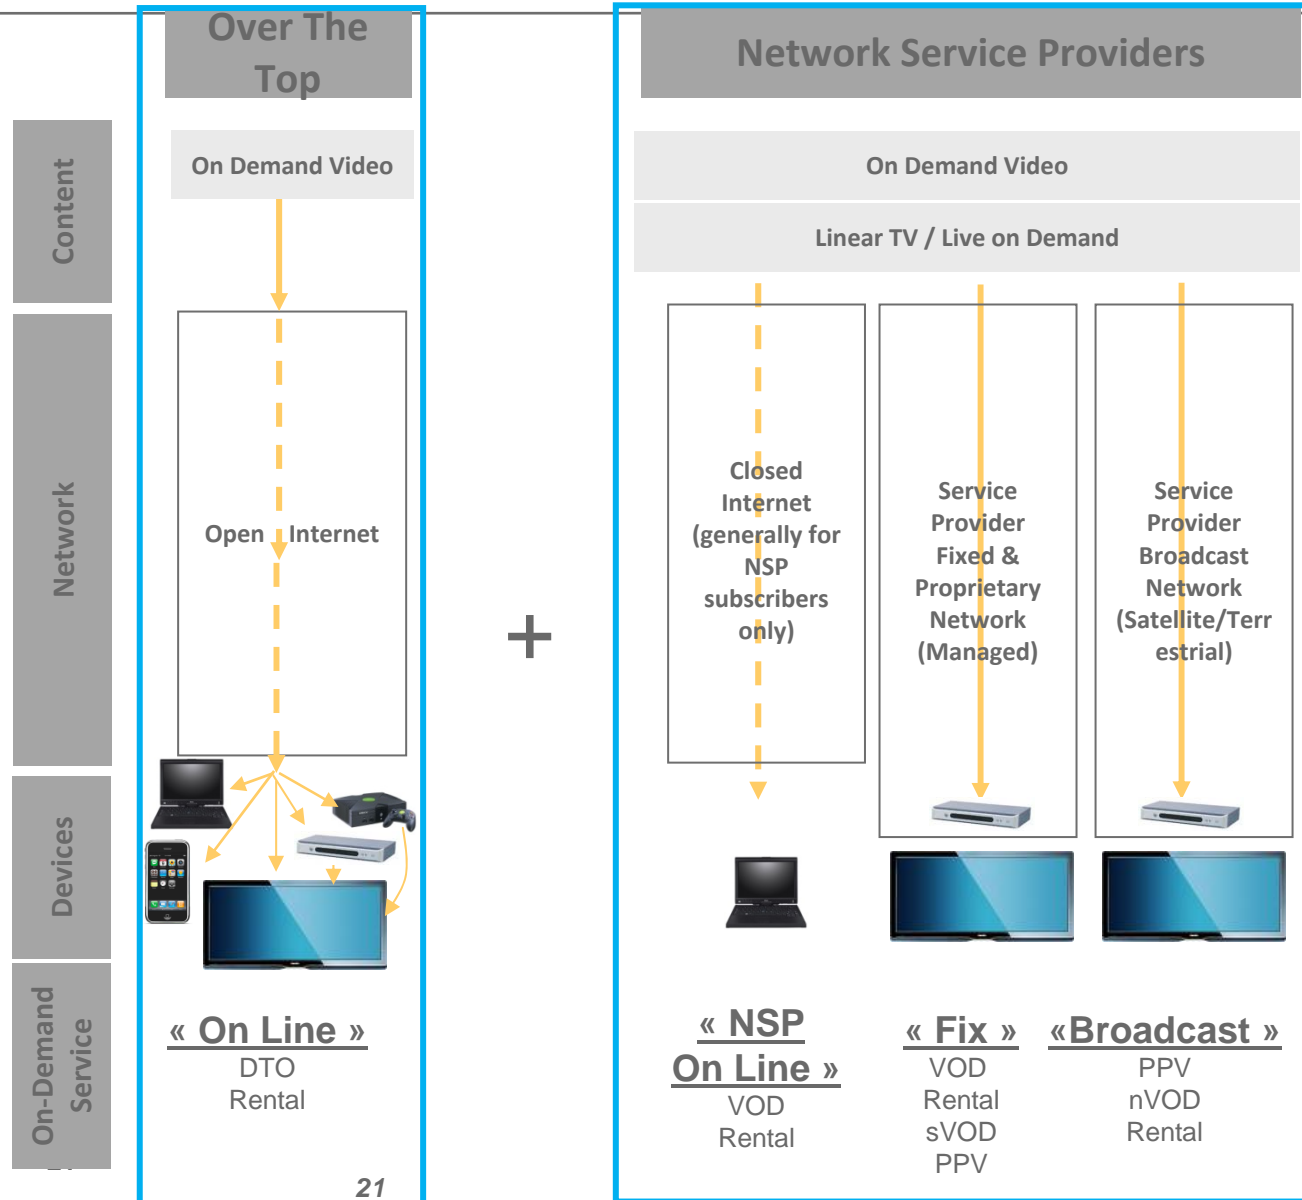 Over The
Top
Network Service Providers
Content
On Demand Video
On Demand Video
Linear TV / Live on Demand
Network
Open Internet
Closed
Internet
(generally for
NSP
subscribers
only)
Service
Provider
Fixed &
Proprietary
Network
(Managed)
Service
Provider
Broadcast
Network
(Satellite/Terr
estrial)
+
Devices
On-Demand
Service
« On Line »
DTO
Rental
« NSP
On Line »
VOD
Rental
« Fix »
VOD
Rental
sVOD
PPV
«Broadcast »
PPV
nVOD
Rental
21